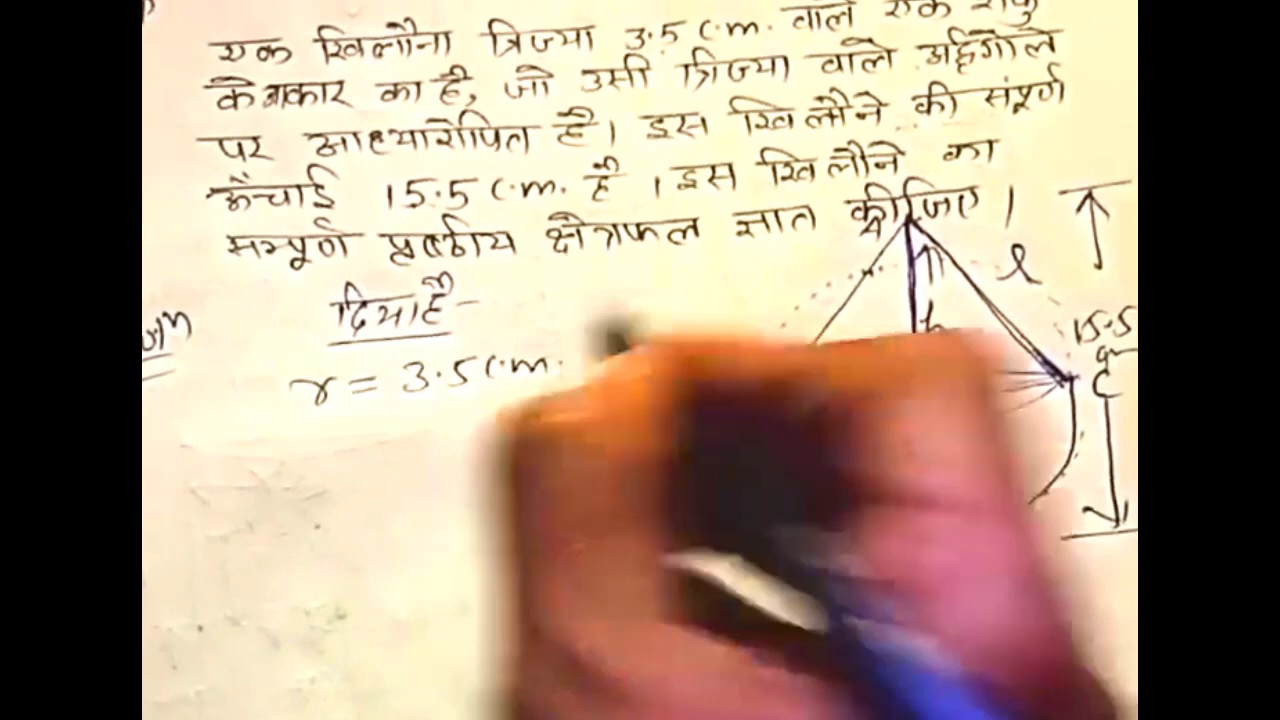 एक खिलौना त्रिज्या 3.5 c.m. वाले एक शंकु
के आकार का है, जो उसी त्रिज्या वाले अर्द्धगोले
पर अध्यारोपित है। इस खिलौने की संपूर्ण
ऊँचाई 15.5 c.m. है। इस खिलौने का
सम्पूर्ण पृष्ठीय क्षेत्रफल ज्ञात कीजिए।
दिया है -
r = 3.5 c.m.
l
h
15.5